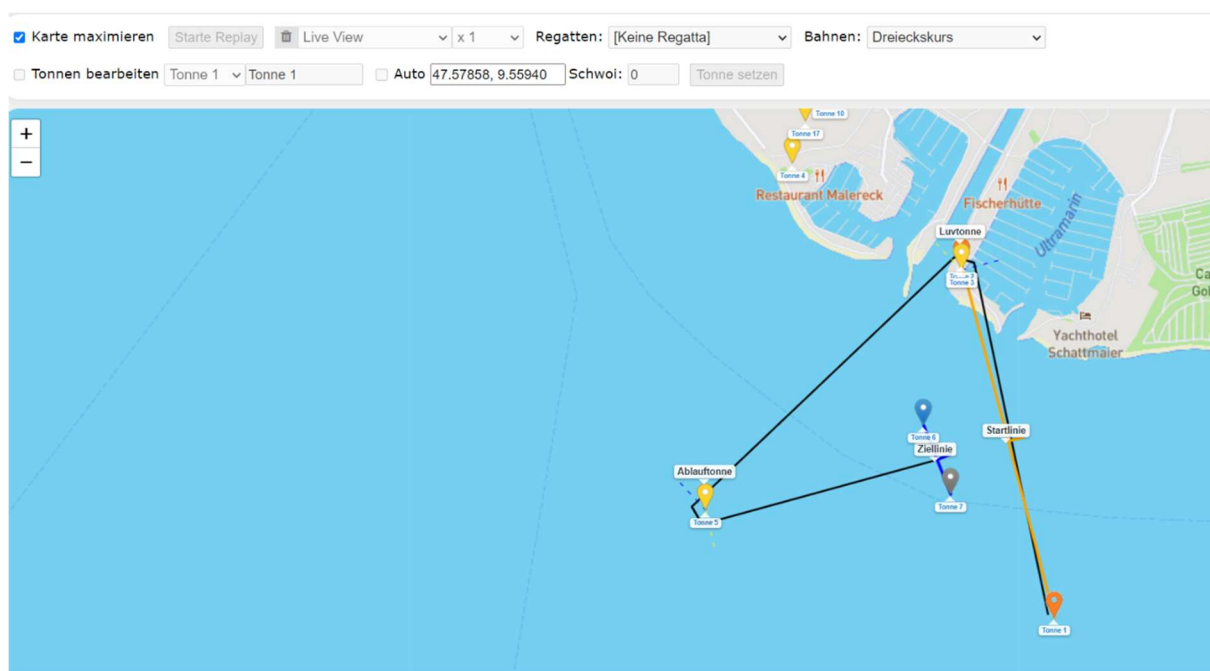 Karte maximieren Starte Replay Live View x 1 Regatten: [Keine Regatta] Bahnen: Dreieckskurs
Tonnen bearbeiten Tonne 1 Tonne 1 Auto 47.57858, 9.55940 Schwoi: 0 Tonne setzen
+
−
Tonne 10
Tonne 17
Tonne 4
Restaurant Malereck
Fischerhütte
Ultramarin
Luvtonne
Tonne 3
Yachthotel
Schattmaier
Tonne 6
Startlinie
Ziellinie
Ablauftonne
Tonne 7
Tonne 5
Tonne 1